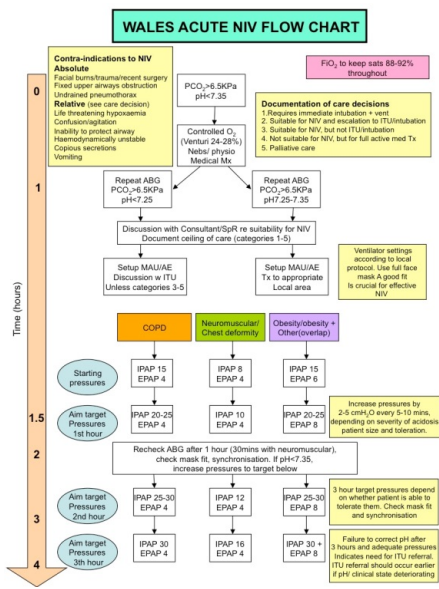 WALES ACUTE NIV FLOW CHART
Contra-indications to NIV
Absolute
Facial burns/trauma/recent surgery
Fixed upper airways obstruction
Undrained pneumothorax
Relative (see care decision)
Life threatening hypoxaemia
Confusion/agitation
Inability to protect airway
Haemodynamically unstable
Copious secretions
Vomiting
PCO2>6.5KPa
pH<7.35
FiO2 to keep sats 88-92%
throughout
Documentation of care decisions
1.Requires immediate intubation + vent
2. Suitable for NIV and escalation to ITU/intubation
3. Suitable for NIV, but not ITU/intubation
4. Not suitable for NIV, but for full active med Tx
5. Palliative care
Controlled O2
(Venturi 24-28%)
Nebs/ physio
Medical Mx
Repeat ABG
PCO2>6.5KPa
pH<7.25
Repeat ABG
PCO2>6.5KPa
pH7.25-7.35
Discussion with Consultant/SpR re suitability for NIV
Document ceiling of care (categories 1-5)
Setup MAU/AE
Discussion w ITU
Unless categories 3-5
Setup MAU/AE
Tx to appropriate
Local area
Ventilator settings
according to local
protocol. Use full face
mask A good fit
Is crucial for effective
NIV
Time (hours)
0
1
1.5
2
3
4
COPD
Neuromuscular/
Chest deformity
Obesity/obesity +
Other(overlap)
Starting
pressures
IPAP 15
EPAP 4
IPAP 8
EPAP 4
IPAP 15
EPAP 6
Aim target
Pressures
1st hour
IPAP 20-25
EPAP 4
IPAP 10
EPAP 4
IPAP 20-25
EPAP 8
Increase pressures by
2-5 cmH2O every 5-10 mins,
depending on severity of acidosis
patient size and toleration.
Recheck ABG after 1 hour (30mins with neuromuscular),
check mask fit, synchronisation. If pH<7.35,
increase pressures to target below
Aim target
Pressures
2nd hour
IPAP 25-30
EPAP 4
IPAP 12
EPAP 4
IPAP 25-30
EPAP 8
3 hour target pressures depend
on whether patient is able to
tolerate them. Check mask fit
and synchronisation
Aim target
Pressures
3th hour
IPAP 30
EPAP 4
IPAP 16
EPAP 4
IPAP 30 +
EPAP 8
Failure to correct pH after
3 hours and adequate pressures
Indicates need for ITU referral.
ITU referral should occur earlier
if pH/ clinical state deteriorating